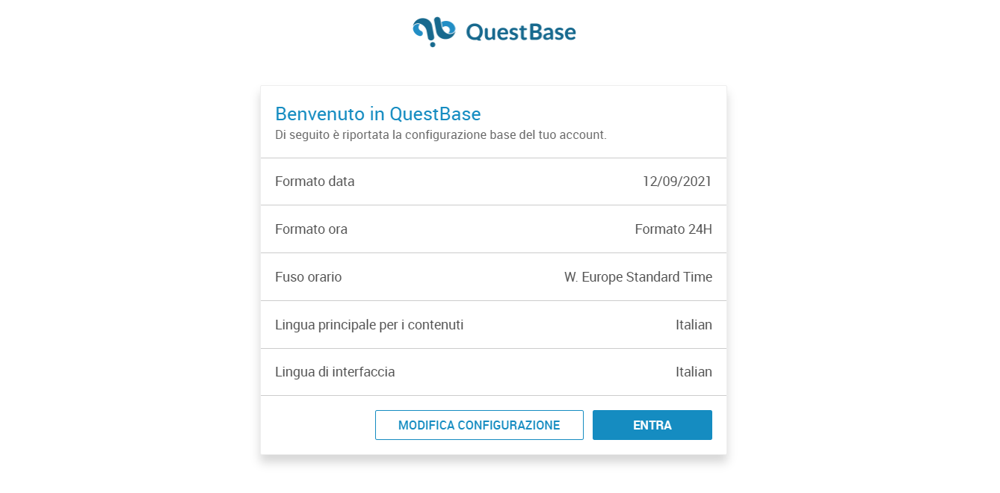 QuestBase
Benvenuto in QuestBase
Di seguito è riportata la configurazione base del tuo account.
Formato data 12/09/2021
Formato ora Formato 24H
Fuso orario W. Europe Standard Time
Lingua principale per i contenuti Italian
Lingua di interfaccia Italian
MODIFICA CONFIGURAZIONE ENTRA